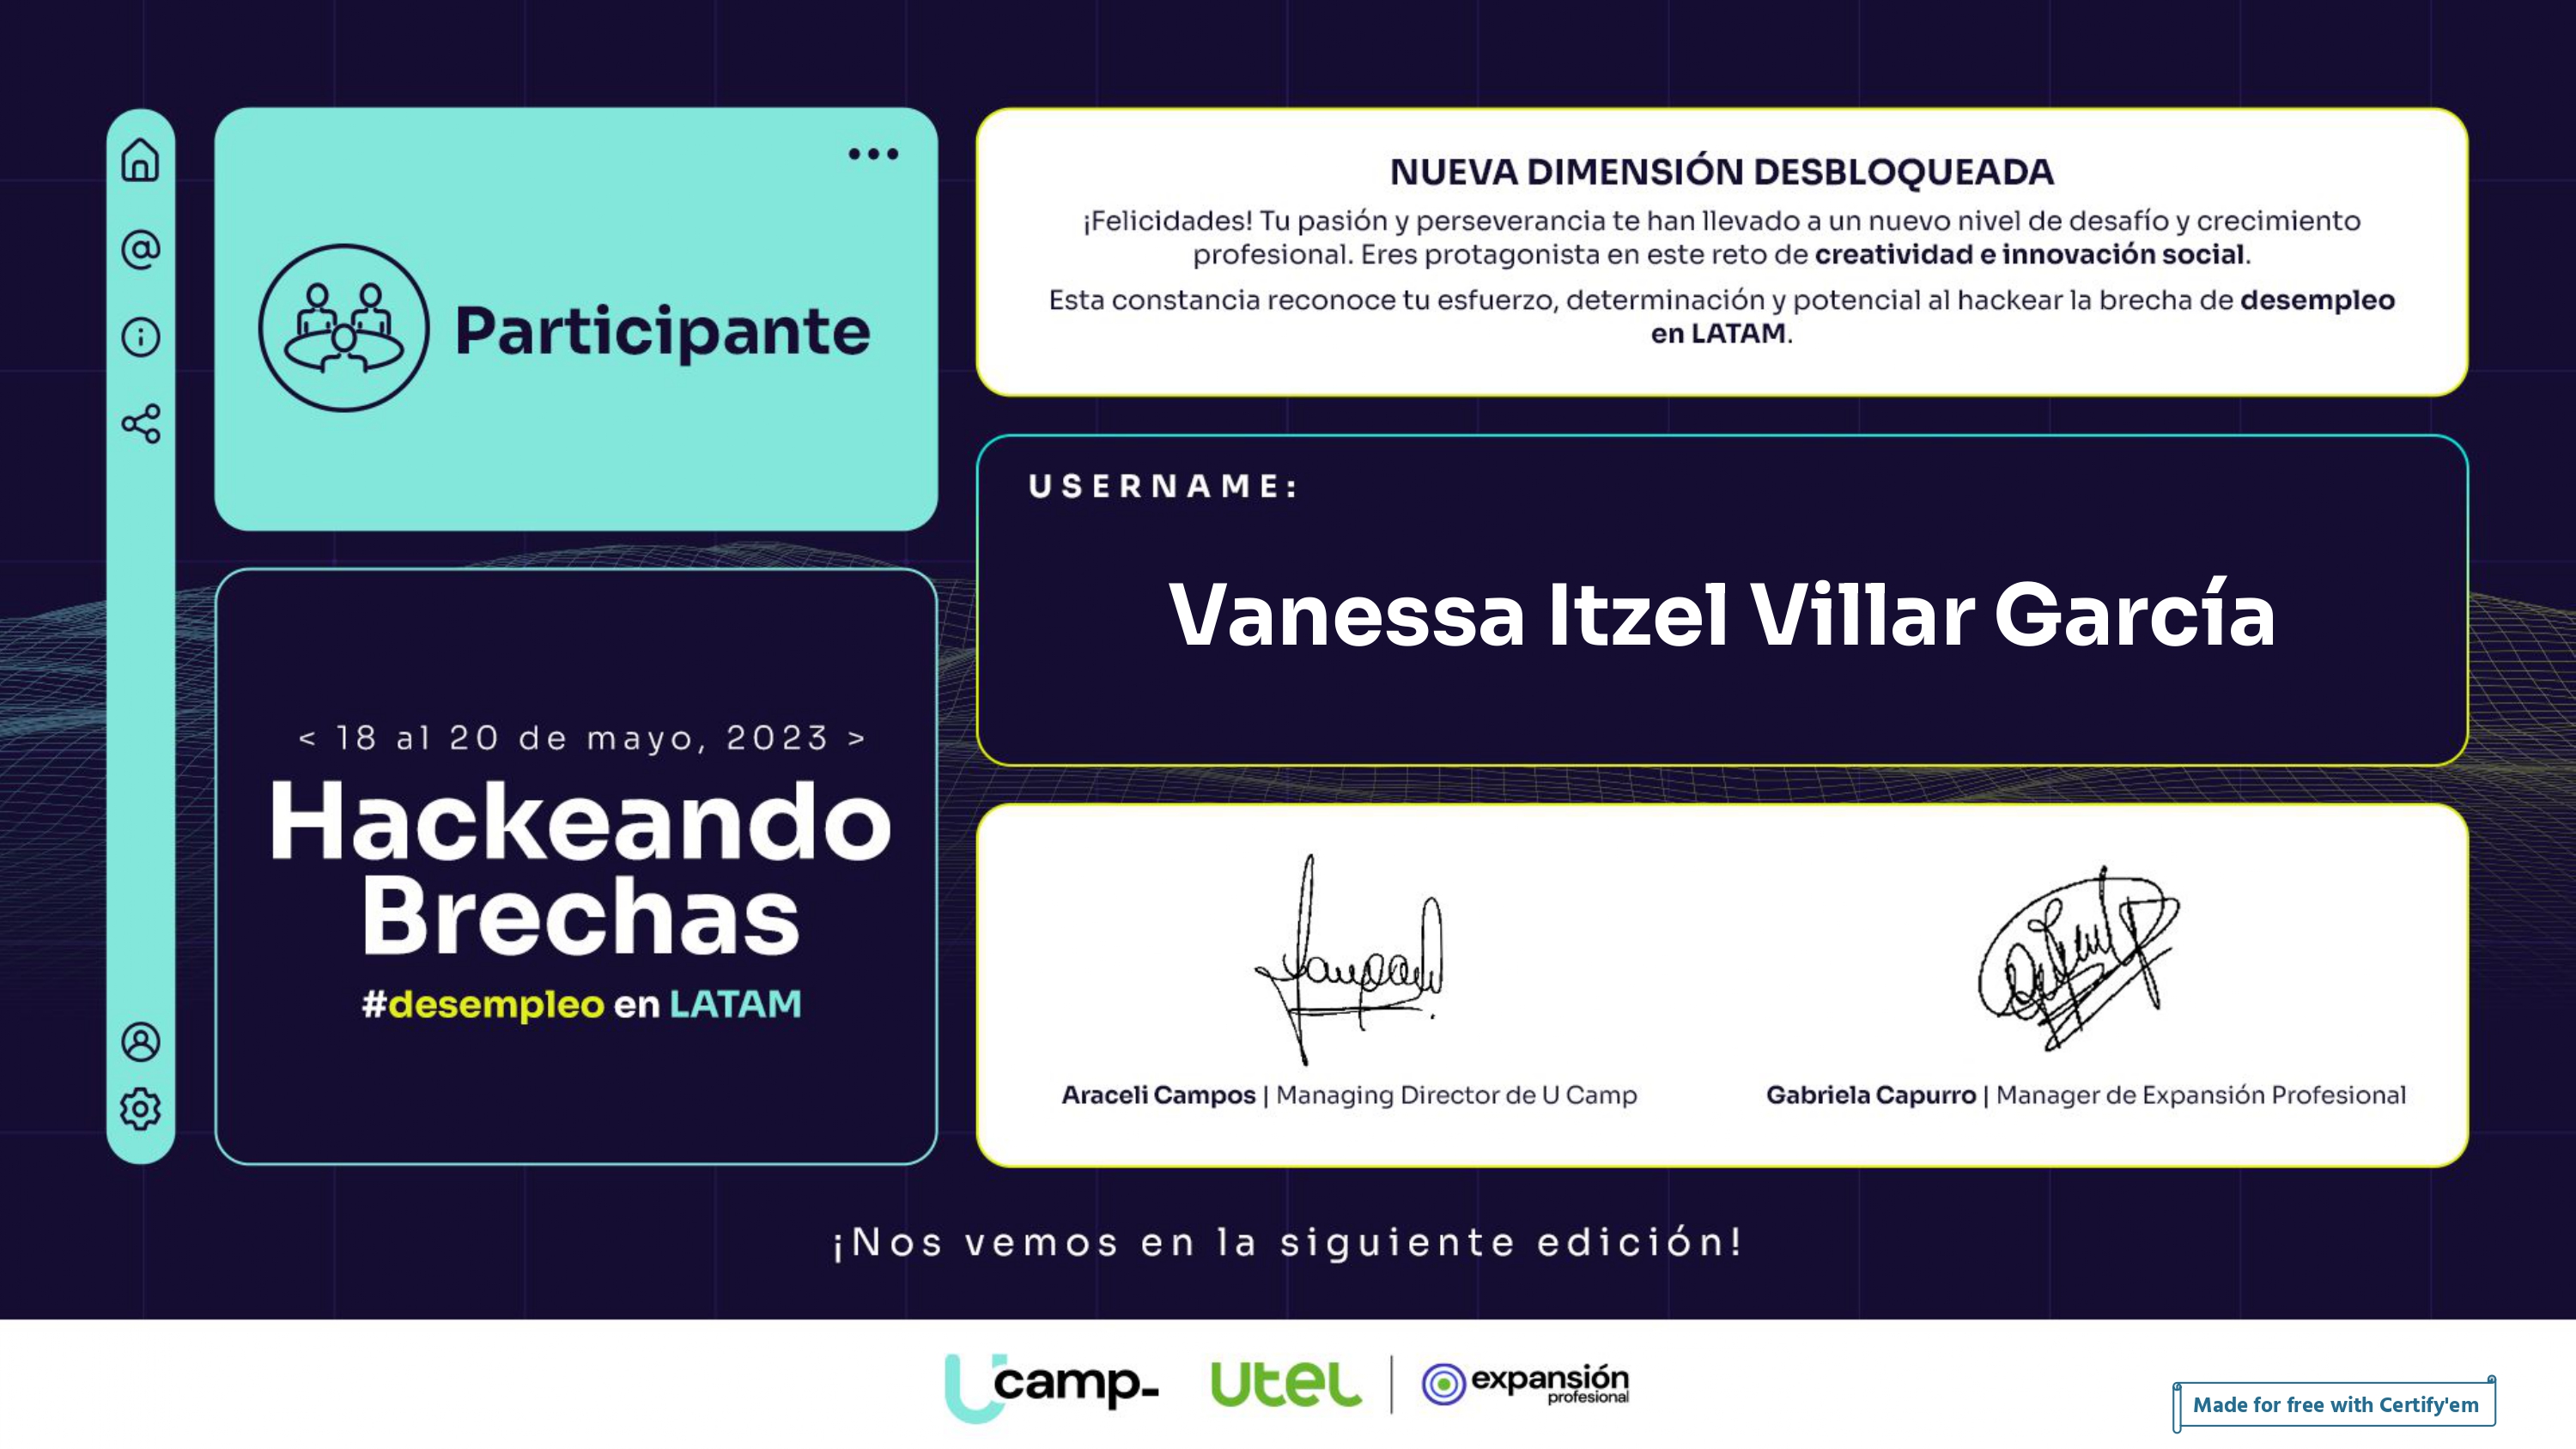 Participante
< 18 al 20 de mayo, 2023 >
Hackeando
Brechas
#desempleo en LATAM
NUEVA DIMENSIÓN DESBLOQUEADA
¡Felicidades! Tu pasión y perseverancia te han llevado a un nuevo nivel de desafío y crecimiento
profesional. Eres protagonista en este reto de creatividad e innovación social.
Esta constancia reconoce tu esfuerzo, determinación y potencial al hackear la brecha de desempleo
en LATAM.
USERNAME:
Vanessa Itzel Villar García
Araceli Campos | Managing Director de U Camp
Gabriela Capurro | Manager de Expansión Profesional
¡Nos vemos en la siguiente edición!
Ucamp-
Utel
expansión
profesional
Made for free with Certify'em